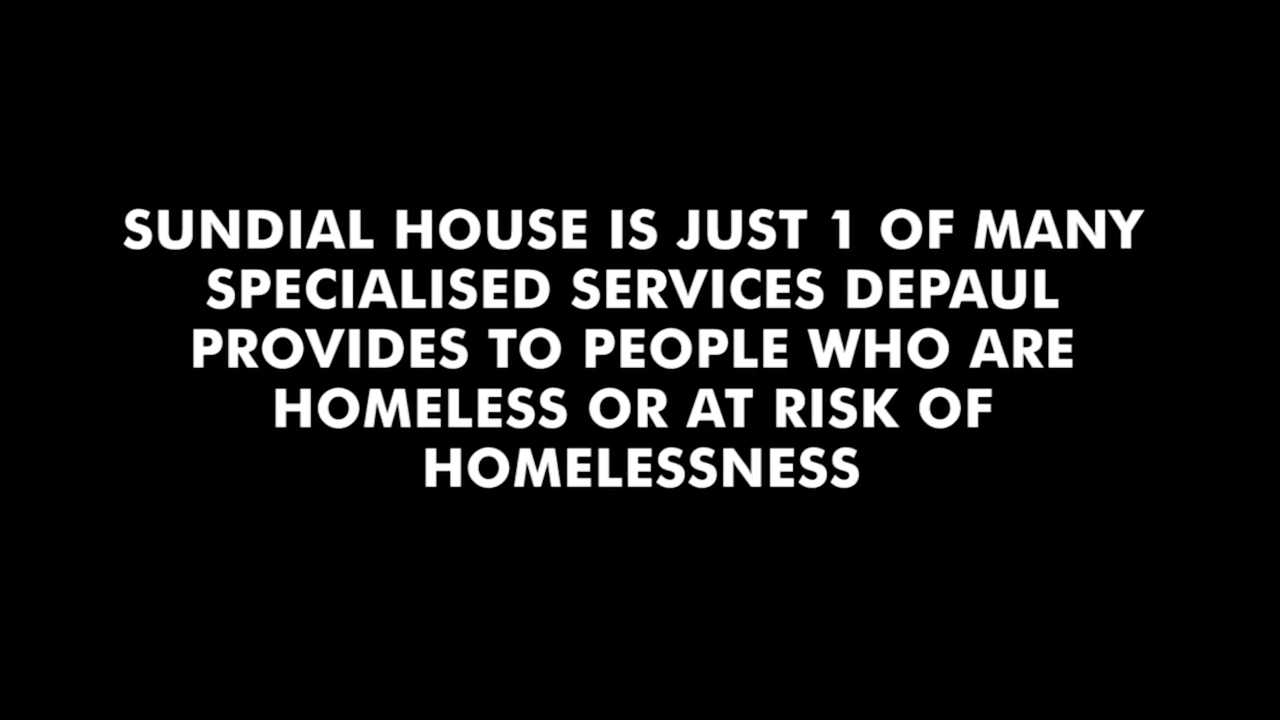 SUNDIAL HOUSE IS JUST 1 OF MANY
SPECIALISED SERVICES DEPAUL
PROVIDES TO PEOPLE WHO ARE
HOMELESS OR AT RISK OF
HOMELESSNESS